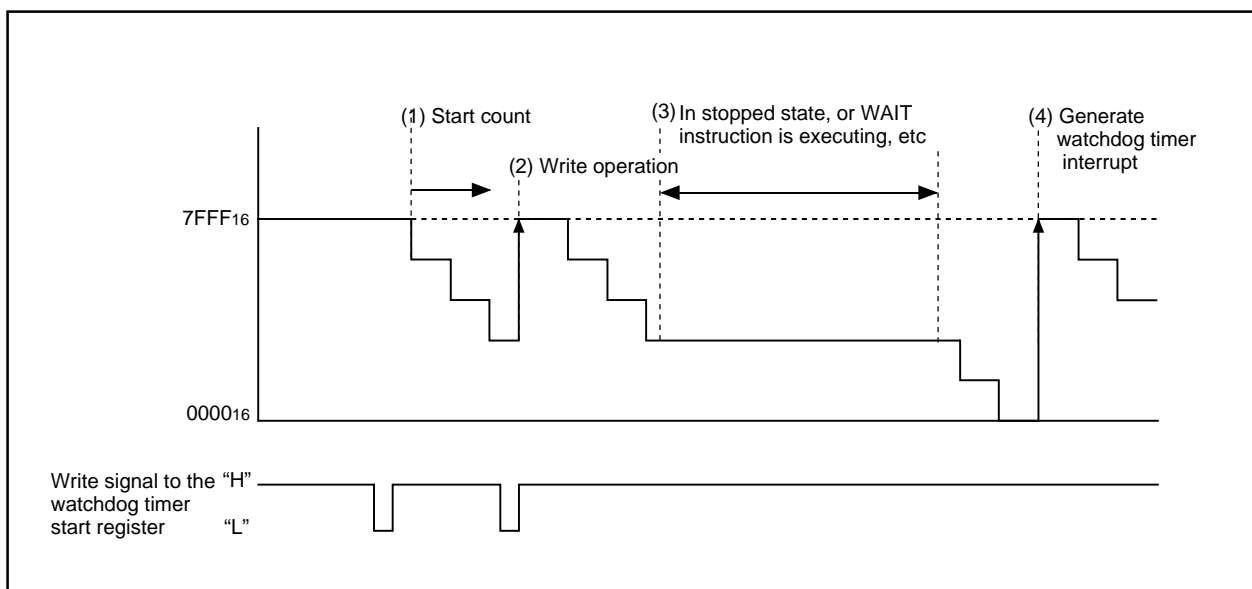 (1) Start count
(2) Write operation
(3) In stopped state, or WAIT
instruction is executing, etc
(4) Generate
watchdog timer
interrupt
7FFF16
000016
Write signal to the “H”
watchdog timer
start register “L”